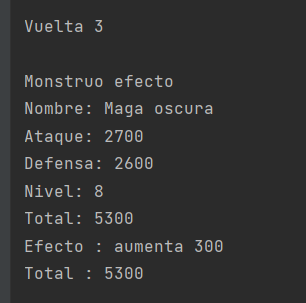 Vuelta 3
Monstruo efecto
Nombre: Maga oscura
Ataque: 2700
Defensa: 2600
Nivel: 8
Total: 5300
Efecto : aumenta 300
Total : 5300